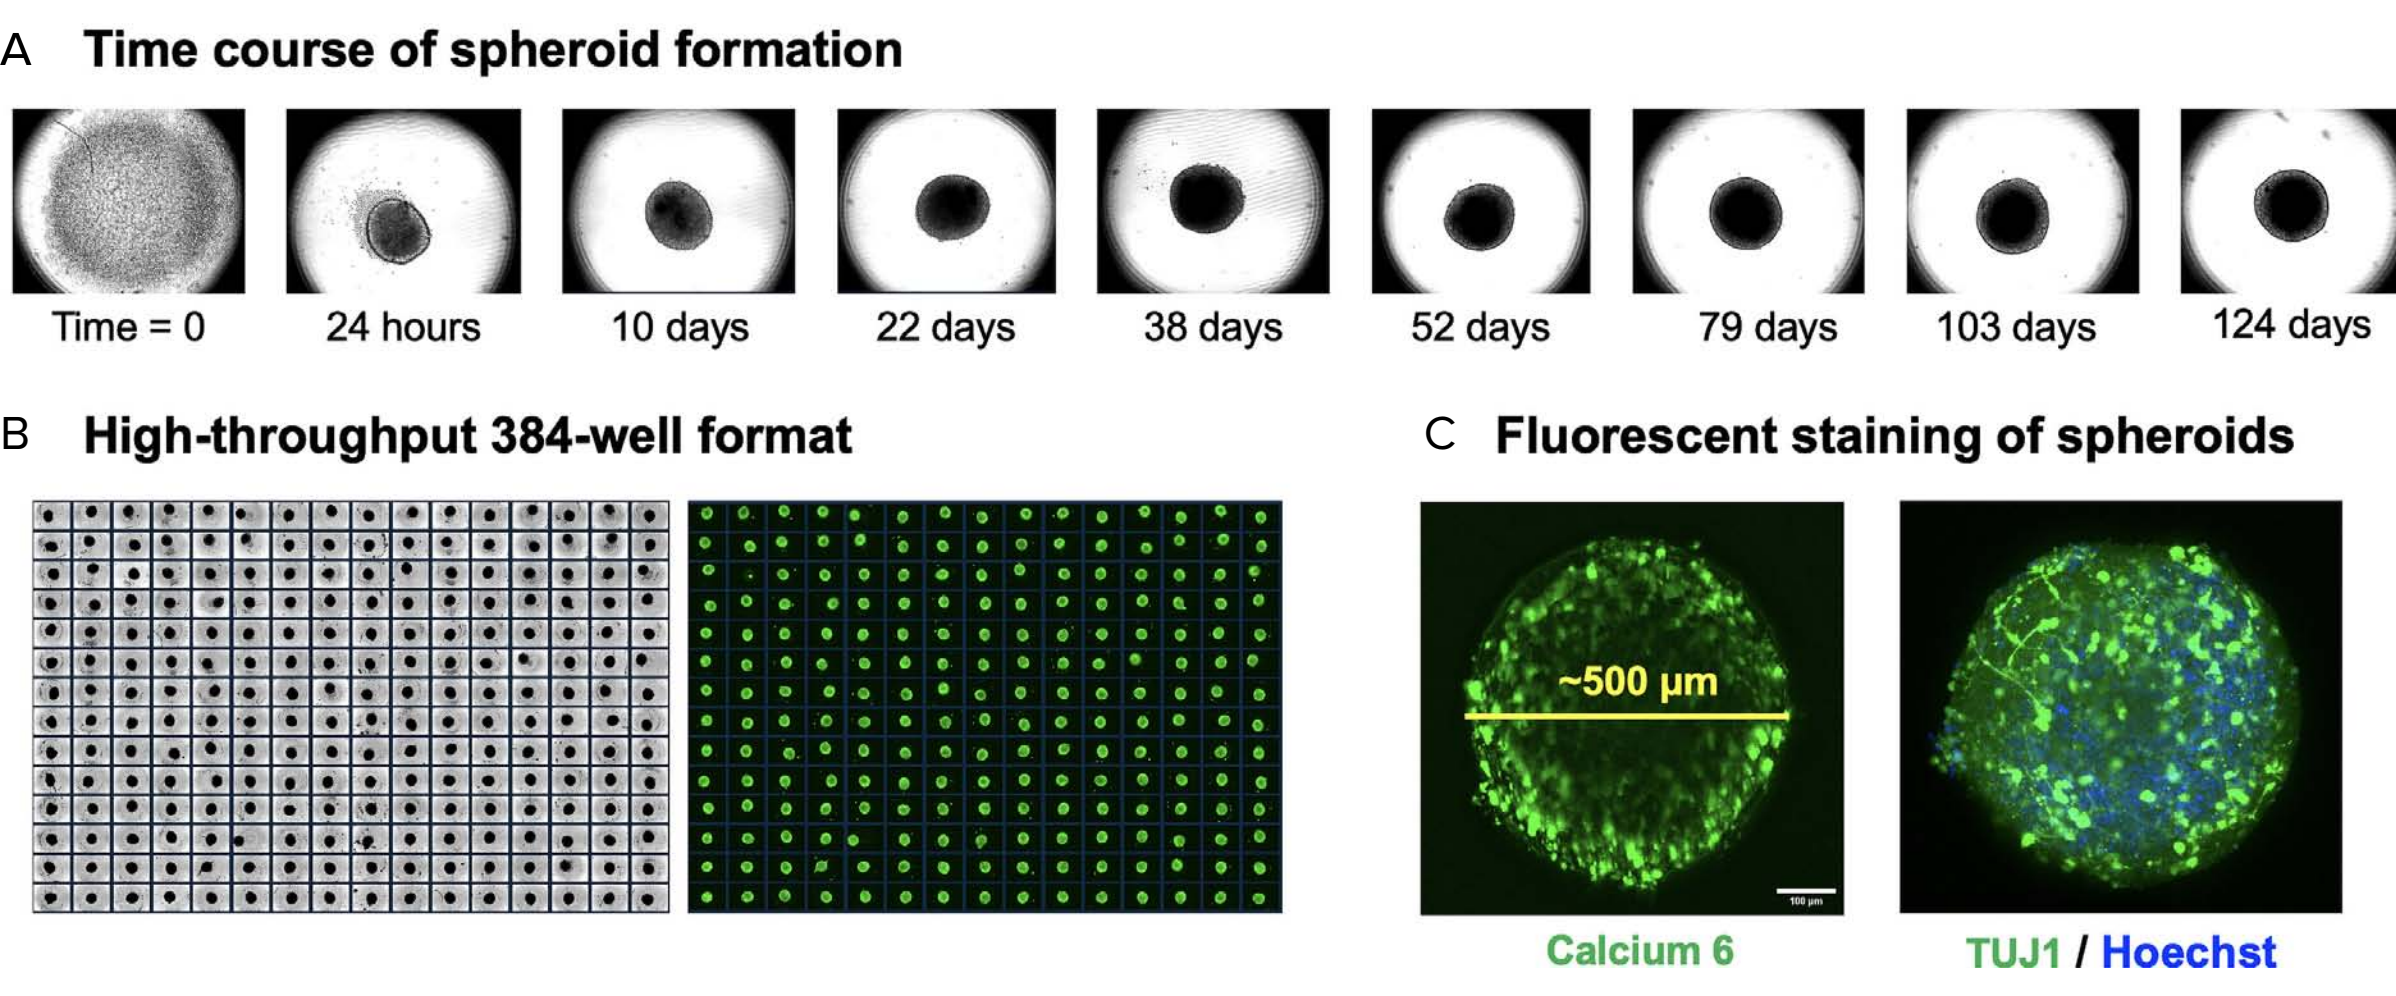 A Time course of spheroid formation
Time = 0 24 hours 10 days 22 days 38 days 52 days 79 days 103 days 124 days
B High-throughput 384-well format
C Fluorescent staining of spheroids
~500 µm
100 µm
Calcium 6
TUJ1 / Hoechst